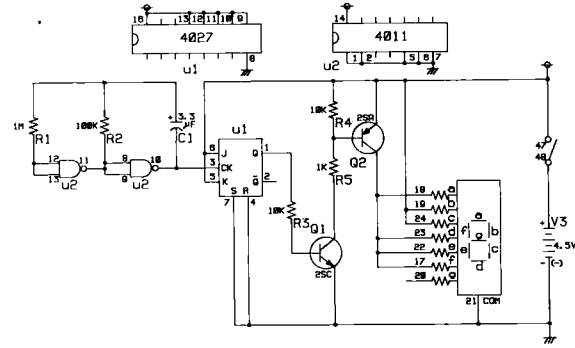 16 13 12 11 10 9
4027
8
u1
14
4011
1 2 5 6 7
u2
1M
R1
100K
R2
3.3
μF
C1
12
13
11
u2
8
9
10
u2
u1
6 J Q 1
3 CK
5 K Q̅ 2
S R
7 4
10K
R3
Q1
2SC
10K
R4
1K
R5
2SA
Q2
18 a
19 b
24 c
23 d
22 e
17 f
20 g
a
f g b
e c
d
21 COM
47
48
+ V3
4.5V
- (-)